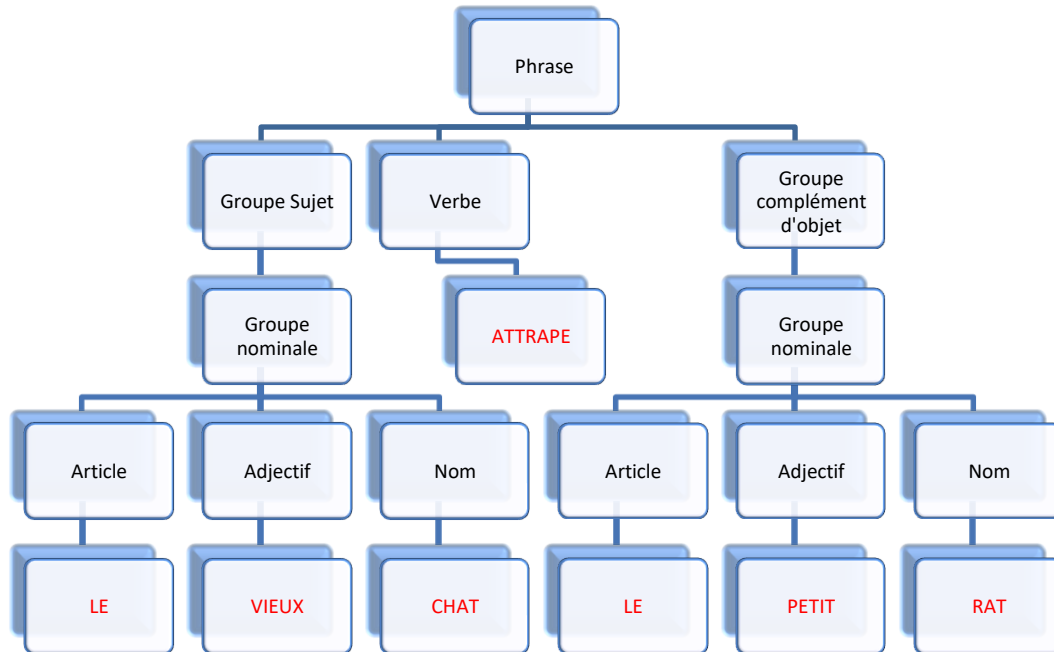 Phrase
Groupe Sujet
Verbe
Groupe
complément
d'objet
Groupe
nominale
ATTRAPE
Groupe
nominale
Article
Adjectif
Nom
Article
Adjectif
Nom
LE
VIEUX
CHAT
LE
PETIT
RAT